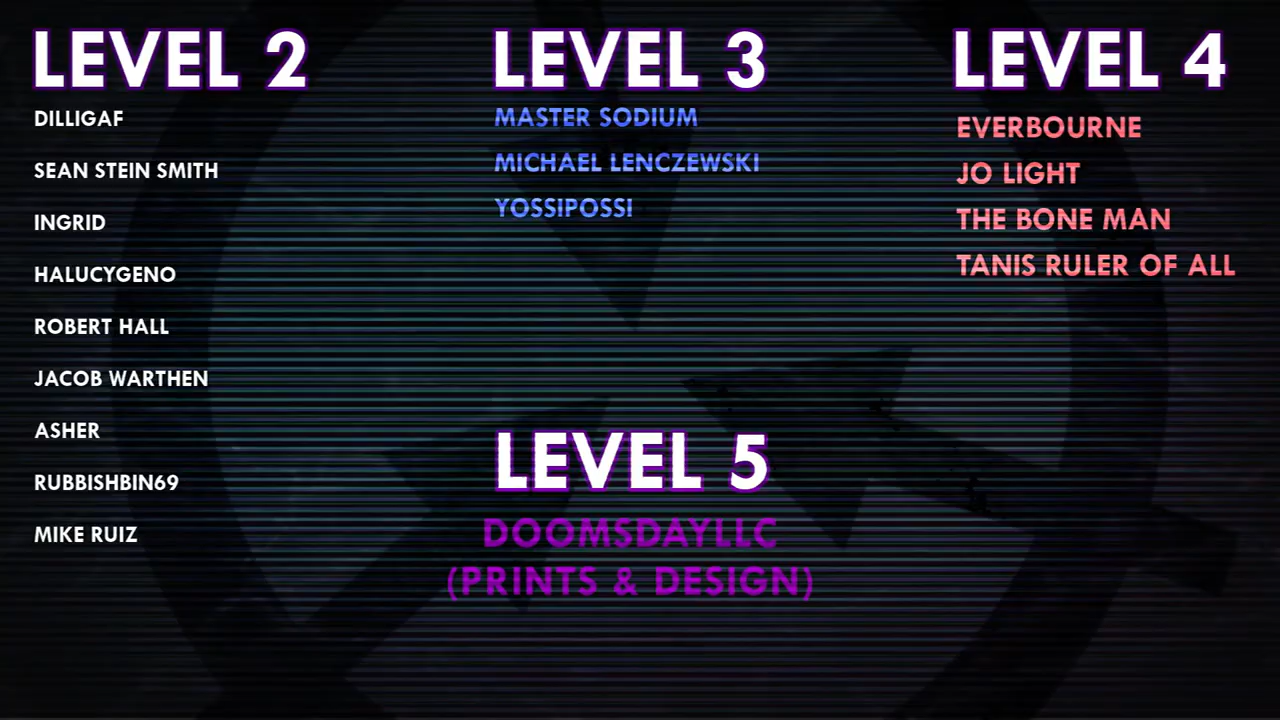 LEVEL 2
DILLIGAF
SEAN STEIN SMITH
INGRID
HALUCYGENO
ROBERT HALL
JACOB WARTHEN
ASHER
RUBBISHBIN69
MIKE RUIZ
LEVEL 3
MASTER SODIUM
MICHAEL LENCZEWSKI
YOSSIPOSSI
LEVEL 4
EVERBOURNE
JO LIGHT
THE BONE MAN
TANIS RULER OF ALL
LEVEL 5
DOOMSDAYLLC
(PRINTS & DESIGN)